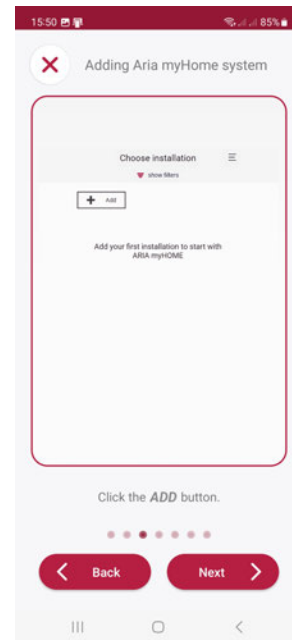 15:50 85%
Adding Aria myHome system
Choose installation
show filters
+ Add
Add your first installation to start with
ARIA myHOME
Click the ADD button.
Back Next